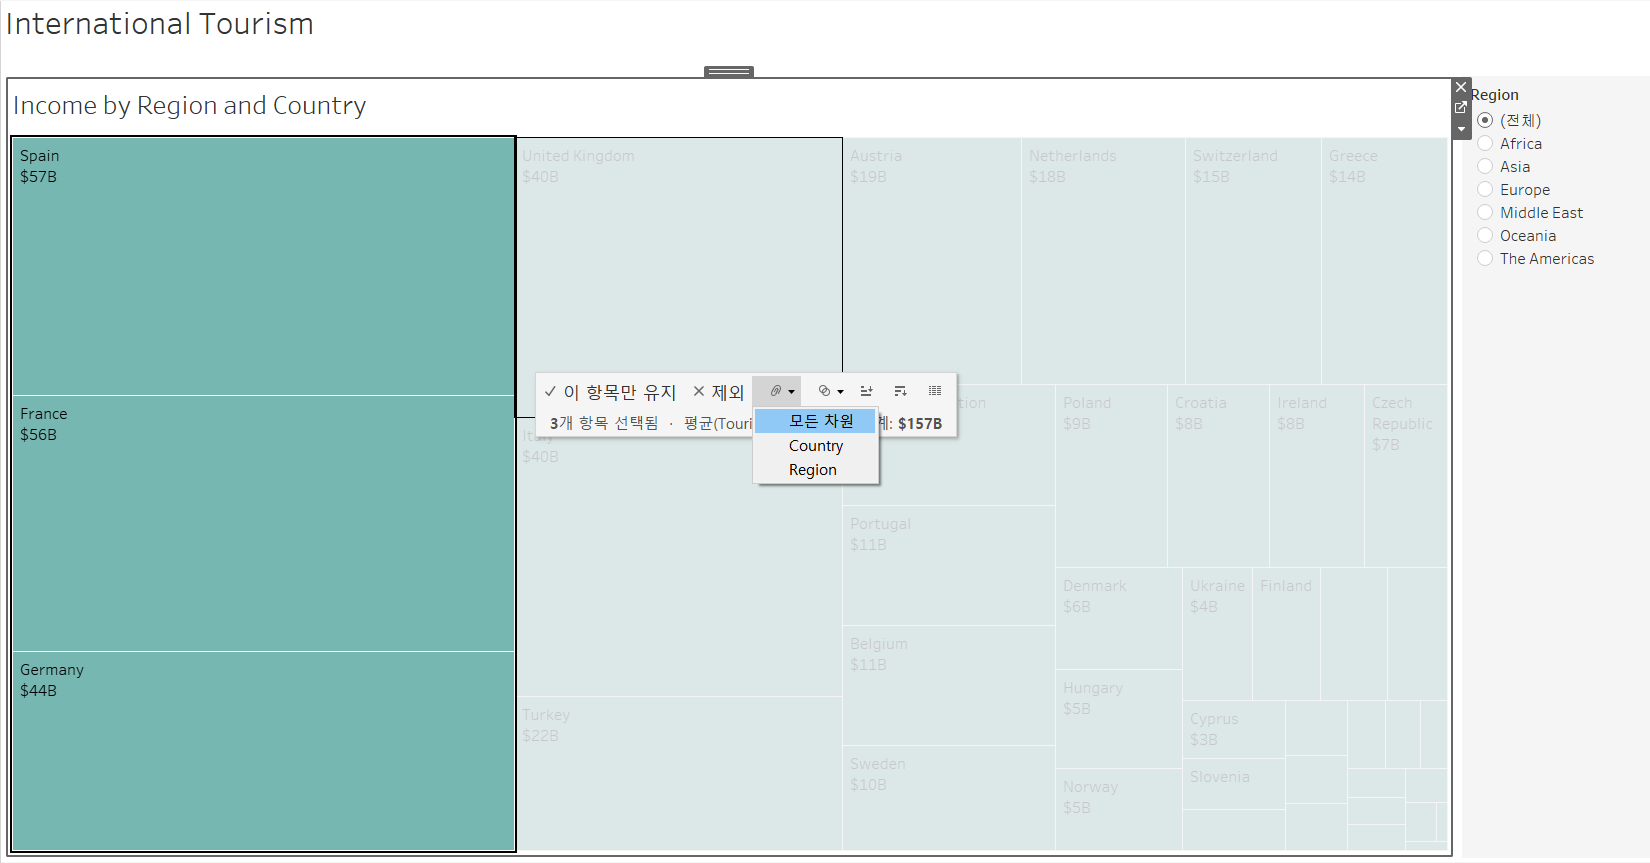 International Tourism
Income by Region and Country
Spain
$57B
France
$56B
Germany
$44B
United Kingdom
$40B
$40B
Turkey
$22B
Austria
$19B
Netherlands
$18B
Switzerland
$15B
Greece
$14B
Portugal
$11B
Belgium
$11B
Sweden
$10B
Poland
$9B
Croatia
$8B
Ireland
$8B
Czech
Republic
$7B
Denmark
$6B
Hungary
$5B
Norway
$5B
Ukraine
$4B
Finland
Cyprus
$3B
Slovenia
이 항목만 유지 제외
3개 항목 선택됨 · 평균(Touri 계: $157B
모든 차원
Country
Region
Region
(전체)
Africa
Asia
Europe
Middle East
Oceania
The Americas